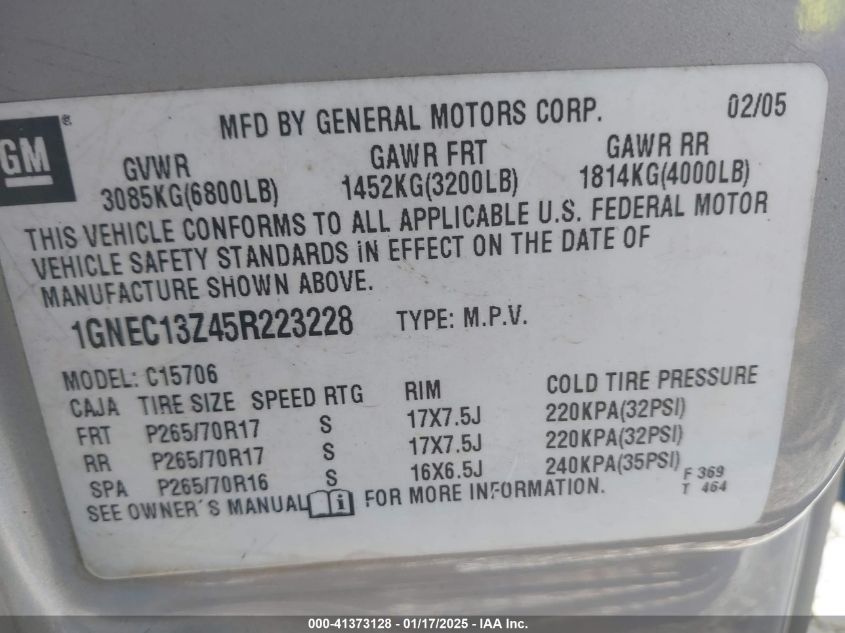 GM®
MFD BY GENERAL MOTORS CORP. 02/05
GVWR GAWR FRT GAWR RR
3085KG(6800LB) 1452KG(3200LB) 1814KG(4000LB)
THIS VEHICLE CONFORMS TO ALL APPLICABLE U.S. FEDERAL MOTOR
VEHICLE SAFETY STANDARDS IN EFFECT ON THE DATE OF
MANUFACTURE SHOWN ABOVE.
1GNEC13Z45R223228 TYPE: M.P.V.
MODEL: C15706
CAJA TIRE SIZE SPEED RTG RIM COLD TIRE PRESSURE
FRT P265/70R17 S 17X7.5J 220KPA(32PSI)
RR P265/70R17 S 17X7.5J 220KPA(32PSI)
SPA P265/70R16 S 16X6.5J 240KPA(35PSI)
F 369
T 464
SEE OWNER'S MANUAL i FOR MORE INFORMATION.
000-41373128 - 01/17/2025 - IAA Inc.